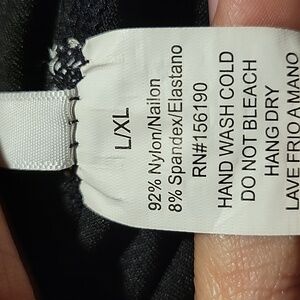 L/XL
92% Nylon/Nailon
8% Spandex/Elastano
RN#156190
HAND WASH COLD
DO NOT BLEACH
HANG DRY
LAVE FRIO A MANO